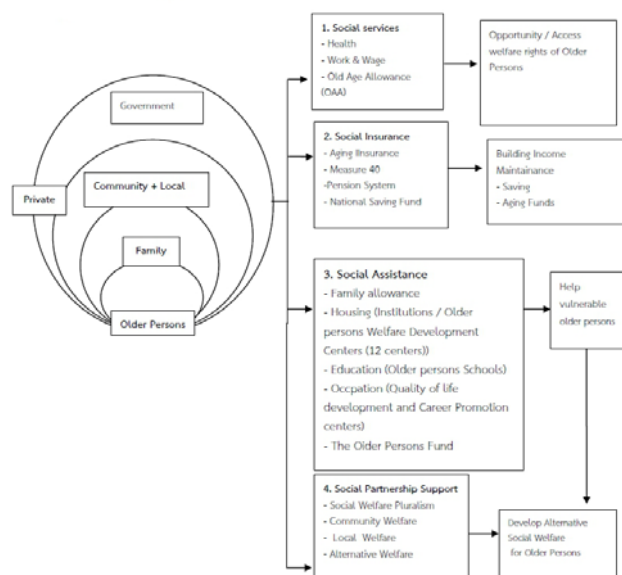 Government
Private
Community + Local
Family
Older Persons
1. Social services
- Health
- Work & Wage
- Old Age Allowance
(OAA)
Opportunity / Access
welfare rights of Older
Persons
2. Social Insurance
- Aging IInsurance
- Measure 40
-Pension System
- National Saving Fund
Building Income
Maintainance
- Saving
- Aging Funds
3. Social Assistance
- Family allowance
- Housing (Institutions / Older
persons Welfare Development
Centers (12 centers))
- Education (Older persons Schools)
- Occpation (Quality of life
development and Career Promotion
centers)
- The Older Persons Fund
Help
vulnerable
older persons
4. Social Partnership Support
- Social Welfare Pluralism
- Community Welfare
- Local Welfare
- Alternative Welfare
Develop Alternative
Social Welfare
for Older Persons